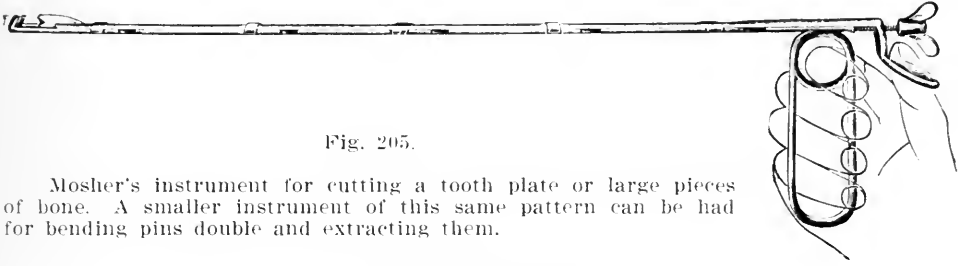 Fig. 205.
Mosher's instrument for cutting a tooth plate or large pieces
of bone. A smaller instrument of this same pattern can be had
for bending pins double and extracting them.